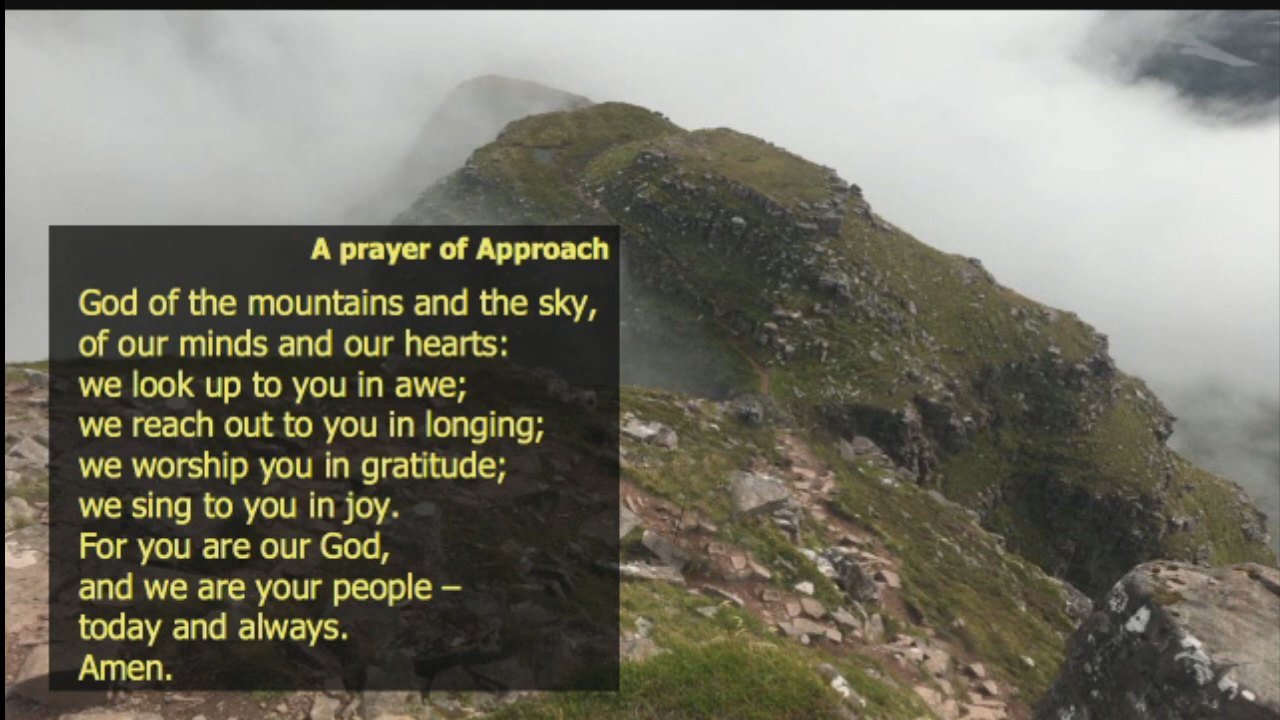 A prayer of Approach
God of the mountains and the sky,
of our minds and our hearts:
we look up to you in awe;
we reach out to you in longing;
we worship you in gratitude;
we sing to you in joy.
For you are our God,
and we are your people –
today and always.
Amen.